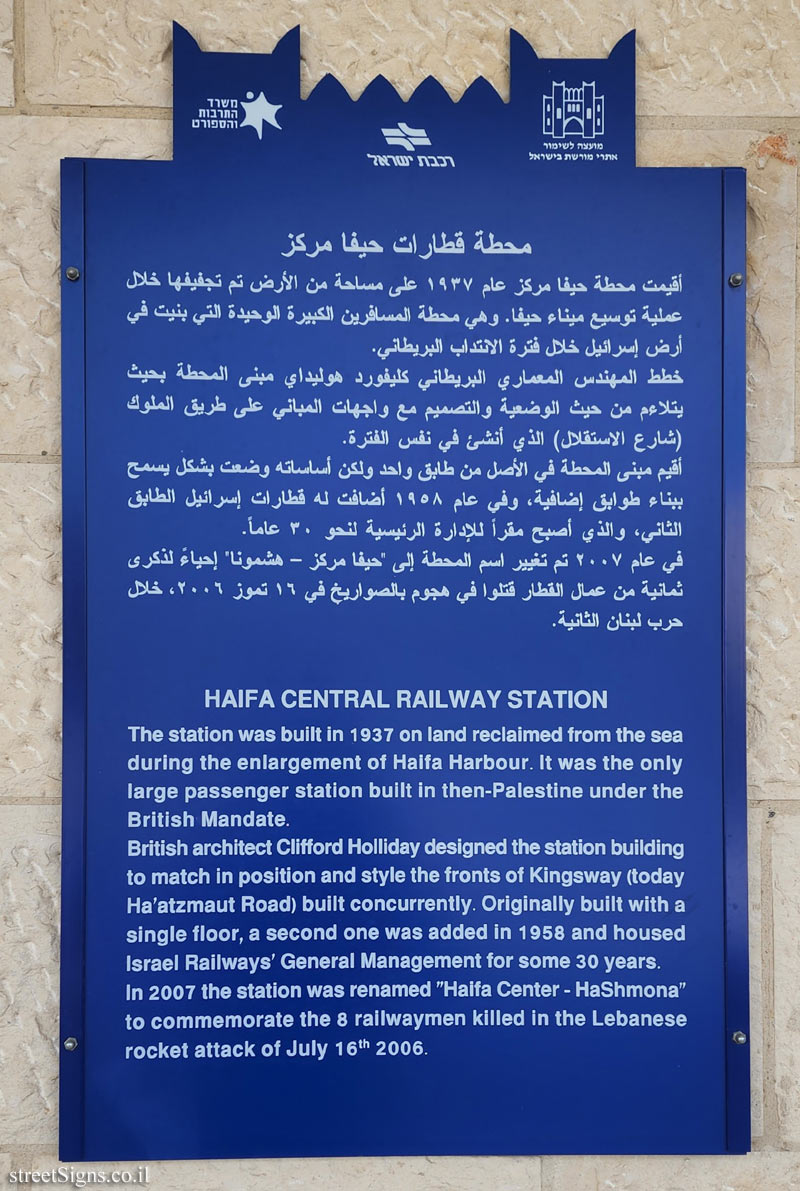 משרד
התרבות
והספורט
רכבת ישראל
מועצה לשימור
אתרי מורשת בישראל
محطة قطارات حيفا مركز
أقيمت محطة حيفا مركز عام ١٩٣٧ على مساحة من الأرض تم تجفيفها خلال
عملية توسيع ميناء حيفا. وهي محطة المسافرين الكبيرة الوحيدة التي بنيت في
أرض إسرائيل خلال فترة الانتداب البريطاني.
خطط المهندس المعماري البريطاني كليفورد هوليداي مبنى المحطة بحيث
يتلاءم من حيث الوضعية والتصميم مع واجهات المباني على طريق الملوك
(شارع الاستقلال) الذي أنشئ في نفس الفترة.
أقيم مبنى المحطة في الأصل من طابق واحد ولكن أساساته وضعت بشكل يسمح
ببناء طوابق إضافية، وفي عام ١٩٥٨ أضافت له قطارات إسرائيل الطابق
الثاني، والذي أصبح مقراً للإدارة الرئيسية لنحو ٣٠ عاماً.
في عام ٢٠٠٧ تم تغيير اسم المحطة إلى "حيفا مركز – هشمونا" إحياءً لذكرى
ثمانية من عمال القطار قتلوا في هجوم بالصواريخ في ١٦ تموز ٢٠٠٦، خلال
حرب لبنان الثانية.
HAIFA CENTRAL RAILWAY STATION
The station was built in 1937 on land reclaimed from the sea
during the enlargement of Haifa Harbour. It was the only
large passenger station built in then-Palestine under the
British Mandate.
British architect Clifford Holliday designed the station building
to match in position and style the fronts of Kingsway (today
Ha'atzmaut Road) built concurrently. Originally built with a
single floor, a second one was added in 1958 and housed
Israel Railways' General Management for some 30 years.
In 2007 the station was renamed "Haifa Center - HaShmona"
to commemorate the 8 railwaymen killed in the Lebanese
rocket attack of July 16th 2006.
streetSigns.co.il